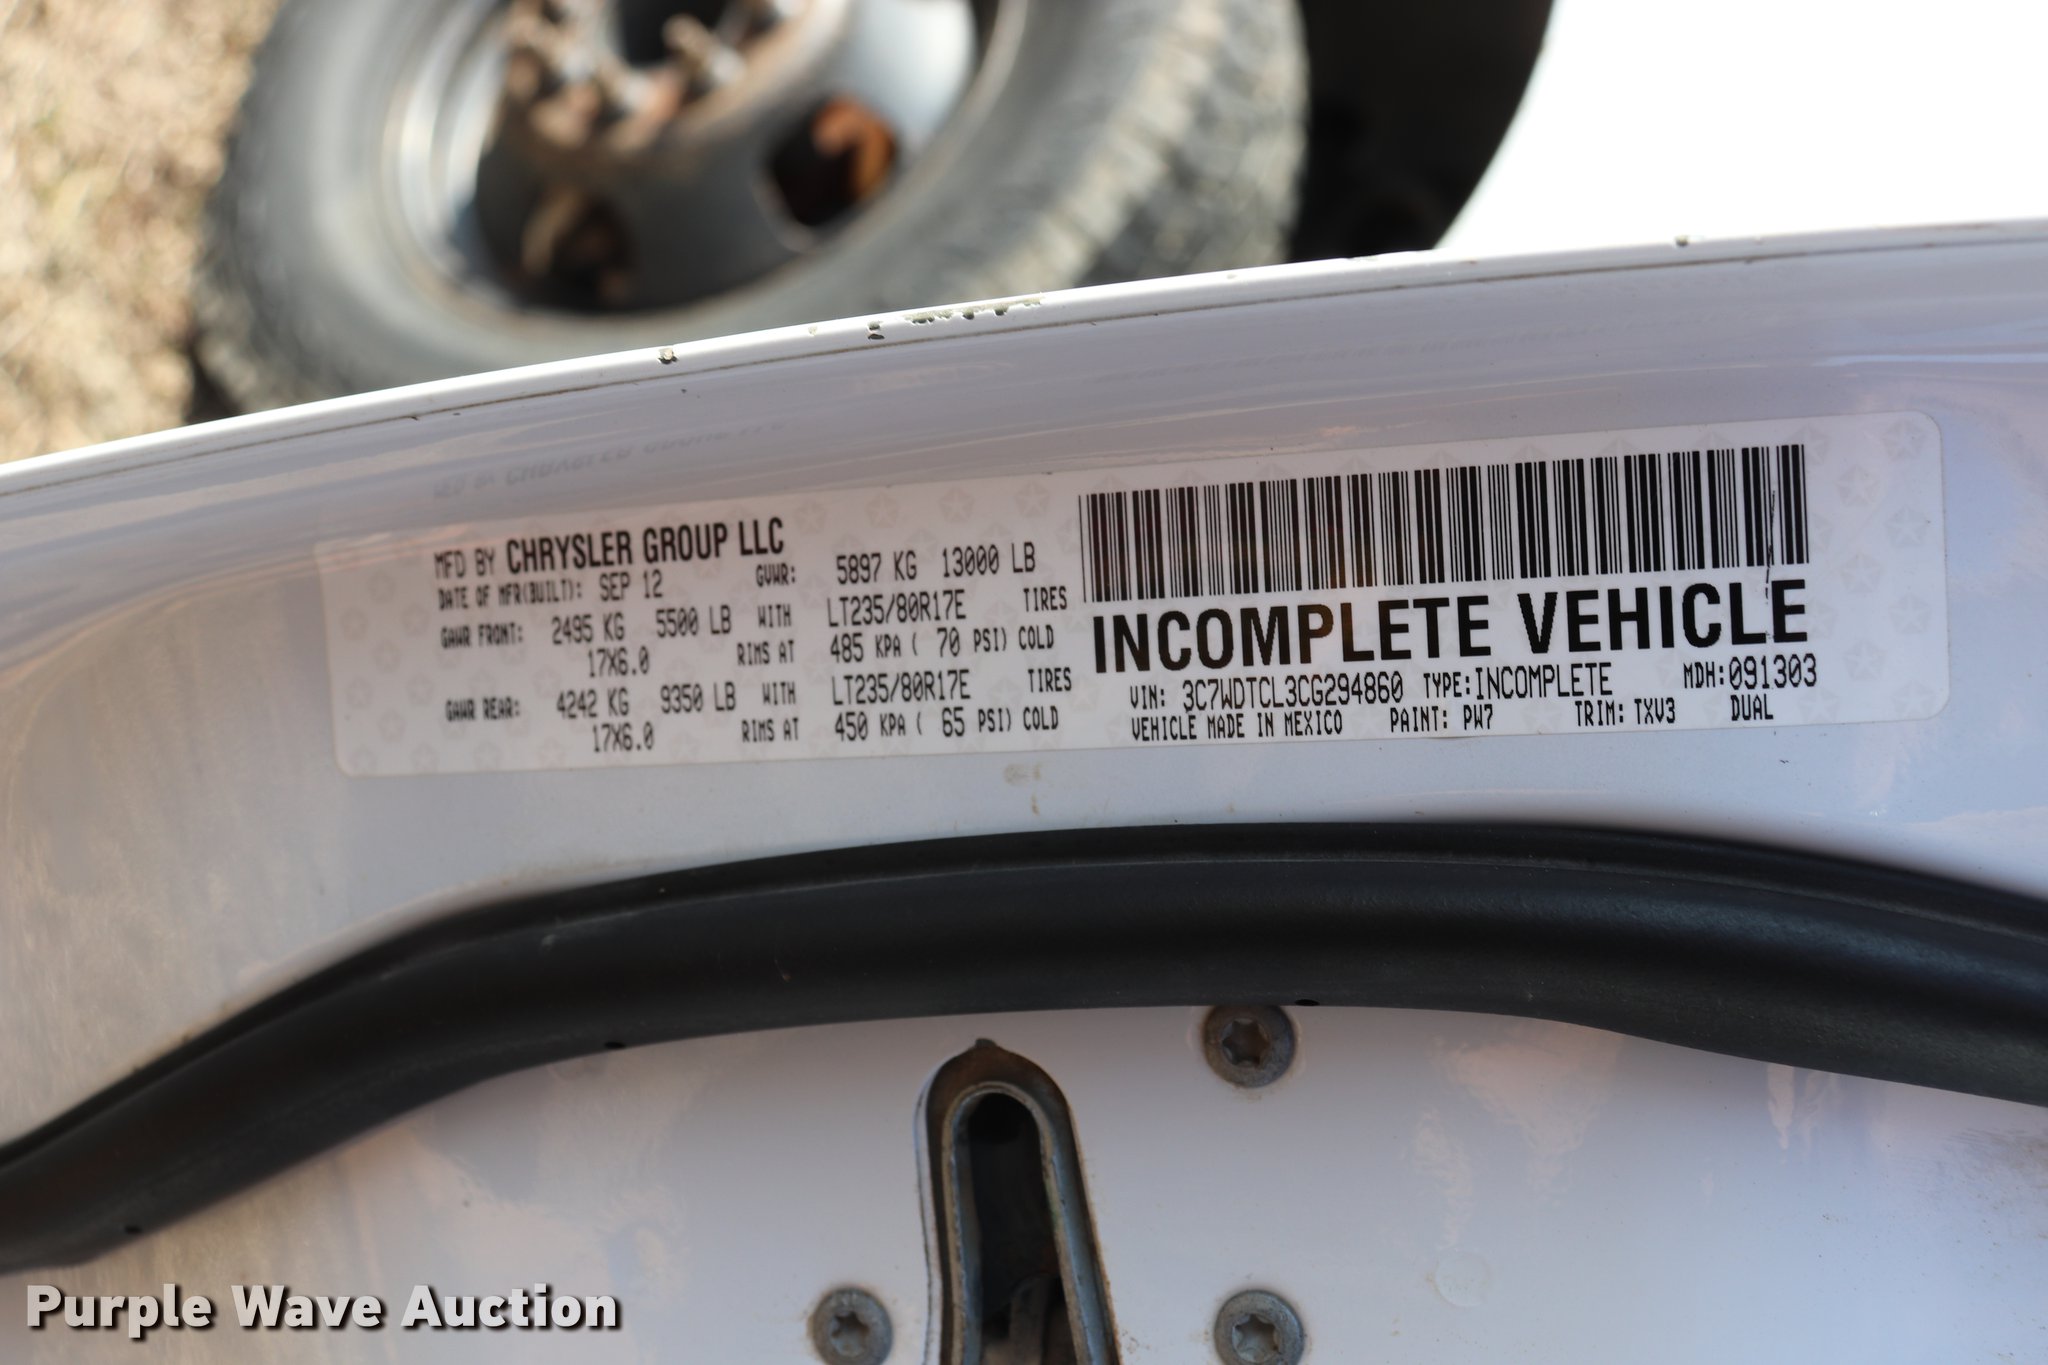 MFD BY CHRYSLER GROUP LLC
DATE OF MFR(BUILT): SEP 12 GVWR: 5897 KG 13000 LB
GAWR FRONT: 2495 KG 5500 LB WITH LT235/80R17E TIRES
17X6.0 RIMS AT 485 KPA ( 70 PSI) COLD
GAWR REAR: 4242 KG 9350 LB WITH LT235/80R17E TIRES
17X6.0 RIMS AT 450 KPA ( 65 PSI) COLD
INCOMPLETE VEHICLE
VIN: 3C7WDTCL3CG294860 TYPE:INCOMPLETE MDH:091303
VEHICLE MADE IN MEXICO PAINT: PW7 TRIM: TXV3 DUAL
Purple Wave Auction